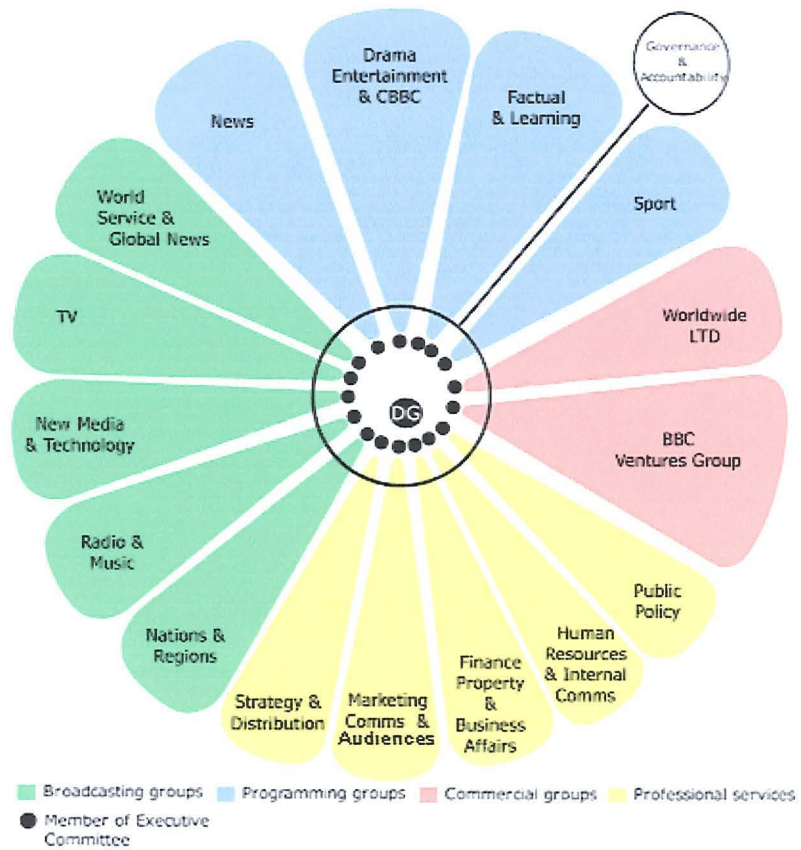 Drama
Entertainment
& CBBC
Governance
&
Accountability
Factual
& Learning
News
Sport
World
Service &
Global News
TV
Worldwide
LTD
DG
New Media
& Technology
BBC
Ventures Group
Radio &
Music
Public
Policy
Nations &
Regions
Human
Resources
& Internal
Comms
Finance
Property
&
Business
Affairs
Strategy &
Distribution
Marketing
Comms &
Audiences
Broadcasting groups
Programming groups
Commercial groups
Professional services
Member of Executive
Committee